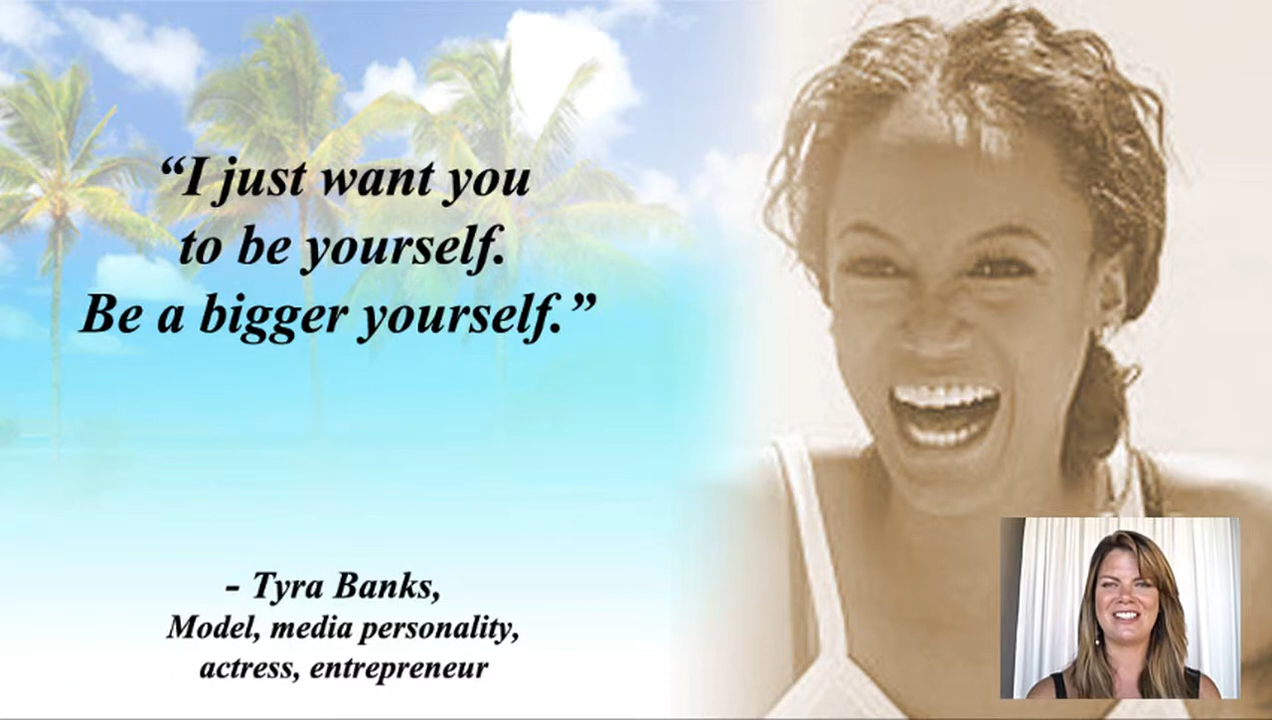 “I just want you
to be yourself.
Be a bigger yourself.”
- Tyra Banks,
Model, media personality,
actress, entrepreneur